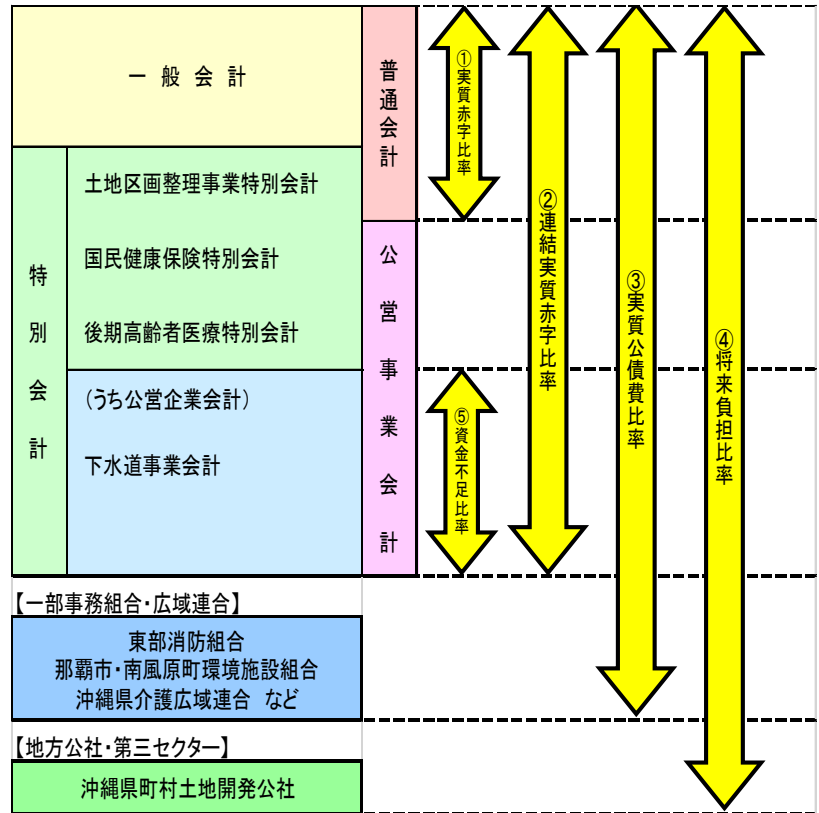 一般会計
普通会計
①実質赤字比率
②連結実質赤字比率
③実質公債費比率
④将来負担比率
特別会計
土地区画整理事業特別会計
国民健康保険特別会計
後期高齢者医療特別会計
公営事業会計
(うち公営企業会計)
下水道事業会計
⑤資金不足比率
【一部事務組合・広域連合】
東部消防組合
那覇市・南風原町環境施設組合
沖縄県介護広域連合 など
【地方公社・第三セクター】
沖縄県町村土地開発公社